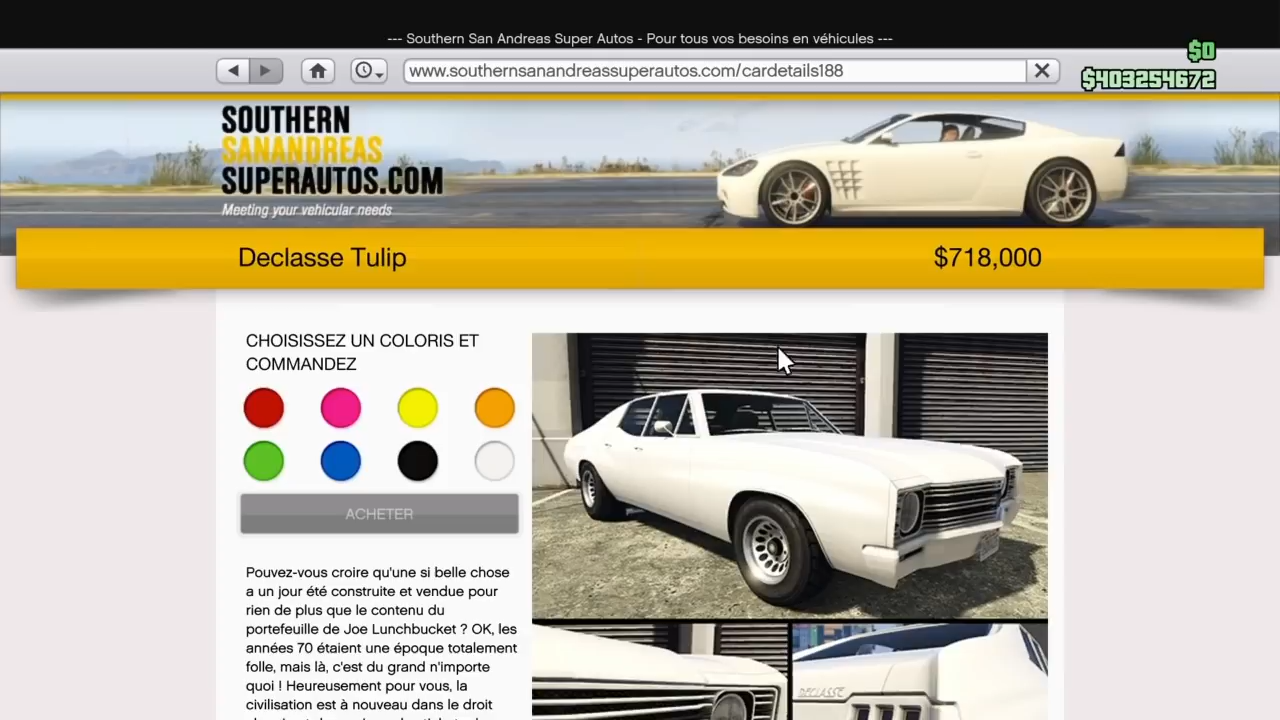 --- Southern San Andreas Super Autos - Pour tous vos besoins en véhicules ---
$0
www.southernsanandreassuperautos.com/cardetails188
$403254672
SOUTHERN
SANANDREAS
SUPERAUTOS.COM
Meeting your vehicular needs
Declasse Tulip
$718,000
CHOISISSEZ UN COLORIS ET
COMMANDEZ
ACHETER
Pouvez-vous croire qu'une si belle chose
a un jour été construite et vendue pour
rien de plus que le contenu du
portefeuille de Joe Lunchbucket ? OK, les
années 70 étaient une époque totalement
folle, mais là, c'est du grand n'importe
quoi ! Heureusement pour vous, la
civilisation est à nouveau dans le droit
DECLASSE